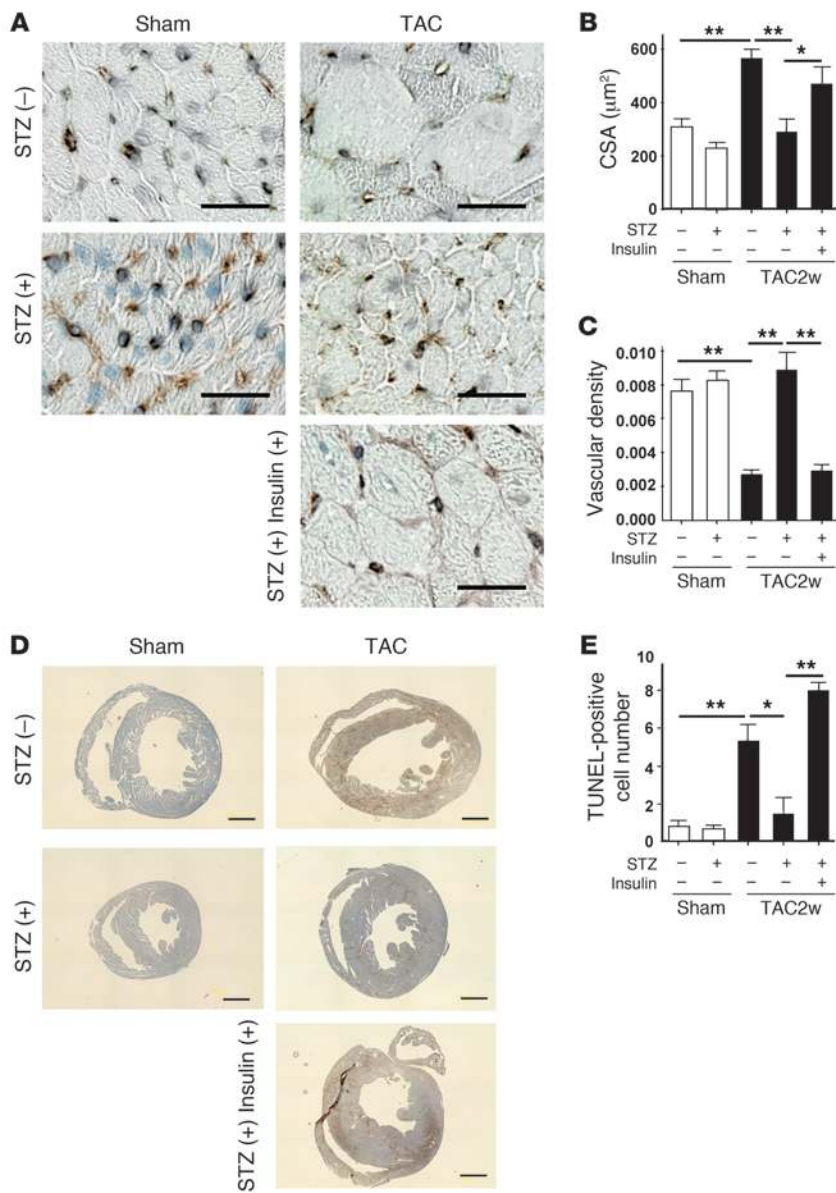 A
Sham
TAC
STZ (–)
STZ (+)
STZ (+) Insulin (+)
B
** **
*
600
400
200
0
CSA (µm²)
STZ – + – + +
Insulin – – – – +
Sham TAC2w
C
** **
**
0.010
0.008
0.006
0.004
0.002
0.000
Vascular density
STZ – + – + +
Insulin – – – – +
Sham TAC2w
D
Sham
TAC
STZ (–)
STZ (+)
STZ (+) Insulin (+)
E
**
** *
10
8
6
4
2
0
TUNEL-positive
cell number
STZ – + – + +
Insulin – – – – +
Sham TAC2w